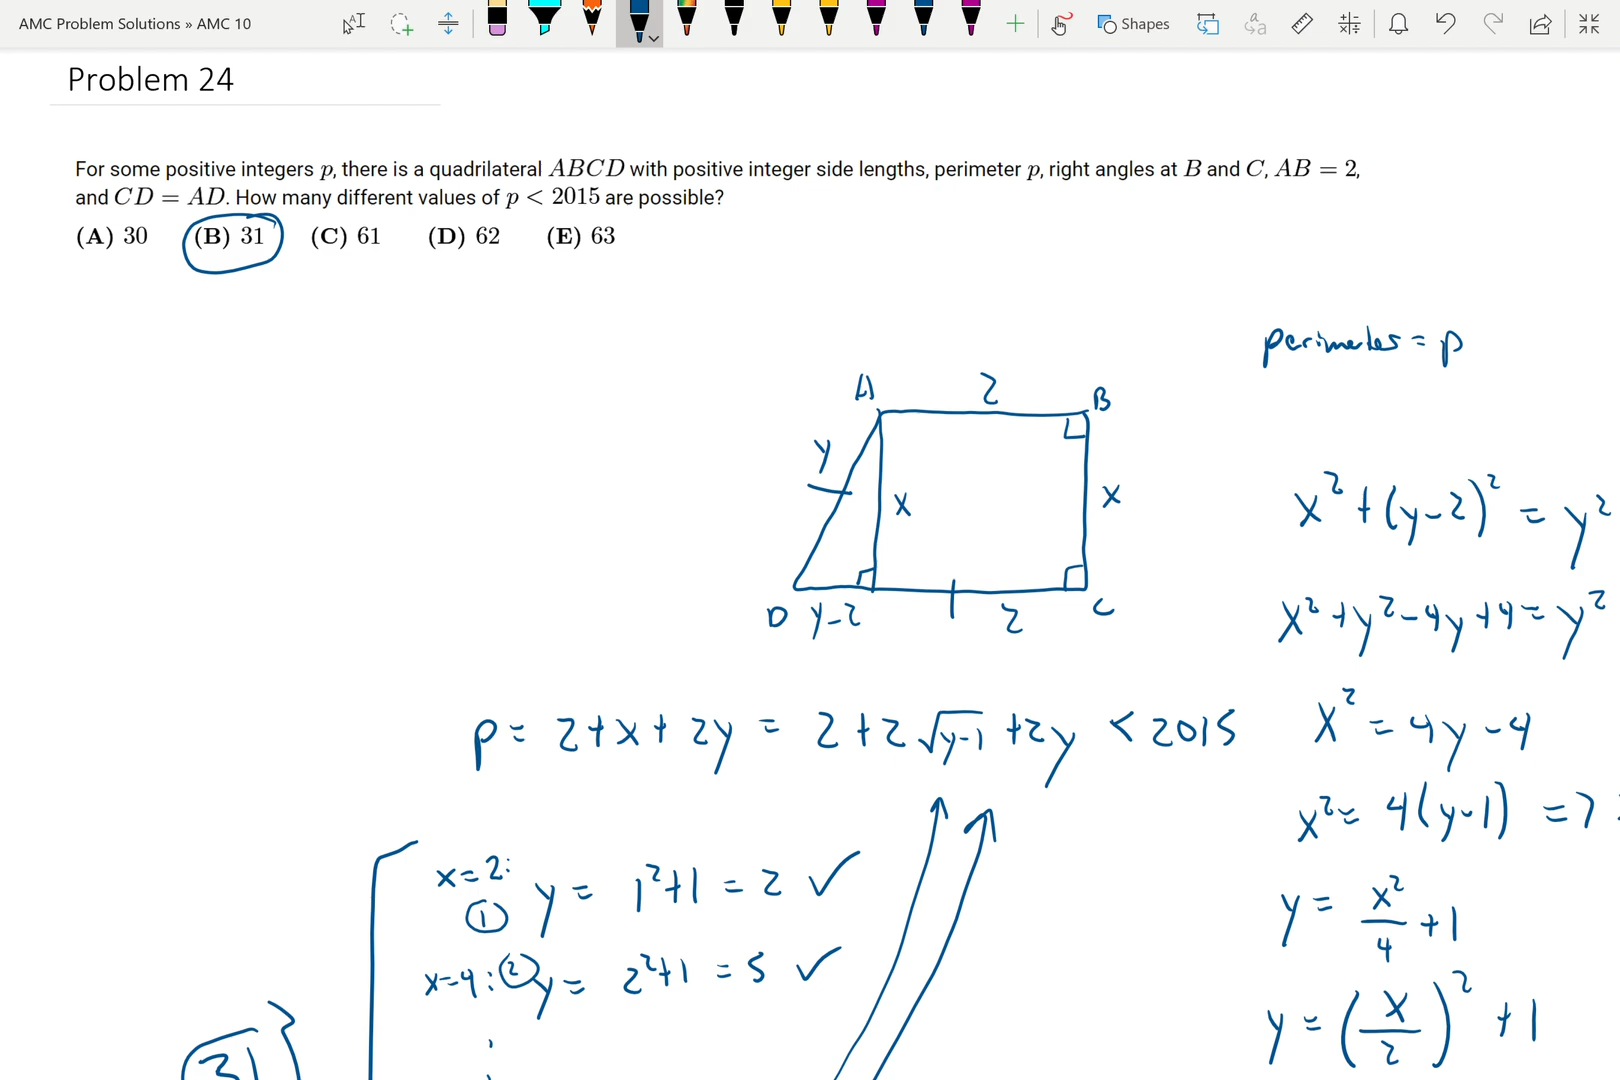 AMC Problem Solutions » AMC 10
Shapes
Problem 24
For some positive integers p, there is a quadrilateral ABCD with positive integer side lengths, perimeter p, right angles at B and C, AB = 2,
and CD = AD. How many different values of p < 2015 are possible?
(A) 30 (B) 31 (C) 61 (D) 62 (E) 63
perimeter = p
A 2 B
y x x
D y-2 2 C
x² + (y-2)² = y²
x² + y² - 4y + 4 = y²
x² = 4y - 4
p = 2 + x + 2y = 2 + 2√(y-1) + 2y < 2015
x² = 4(y-1) =>
x=2:
① y = 1² + 1 = 2 ✓
y = x²/4 + 1
x=4: ② y = 2² + 1 = 5 ✓
y = (x/2)² + 1
31